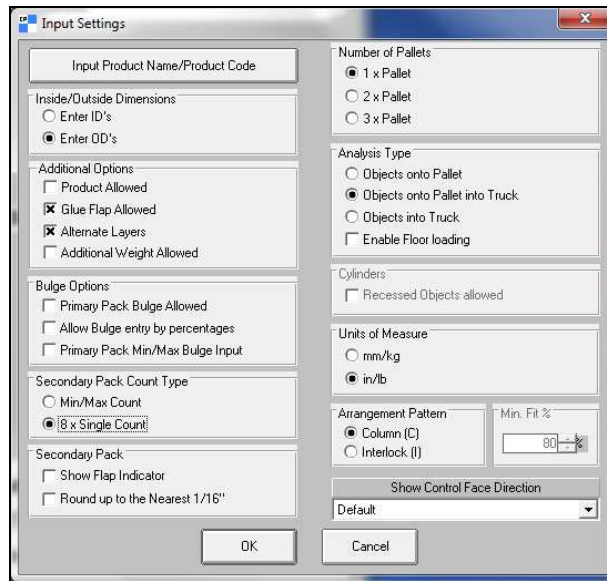 CP
Input Settings
Input Product Name/Product Code
Inside/Outside Dimensions
Enter ID's
Enter OD's
Additional Options
Product Allowed
Glue Flap Allowed
Alternate Layers
Additional Weight Allowed
Bulge Options
Primary Pack Bulge Allowed
Allow Bulge entry by percentages
Primary Pack Min/Max Bulge Input
Secondary Pack Count Type
Min/Max Count
8 x Single Count
Secondary Pack
Show Flap Indicator
Round up to the Nearest 1/16"
Number of Pallets
1 x Pallet
2 x Pallet
3 x Pallet
Analysis Type
Objects onto Pallet
Objects onto Pallet into Truck
Objects into Truck
Enable Floor loading
Cylinders
Recessed Objects allowed
Units of Measure
mm/kg
in/lb
Arrangement Pattern
Column (C)
Interlock (I)
Min. Fit %
80 %
Show Control Face Direction
Default
OK
Cancel